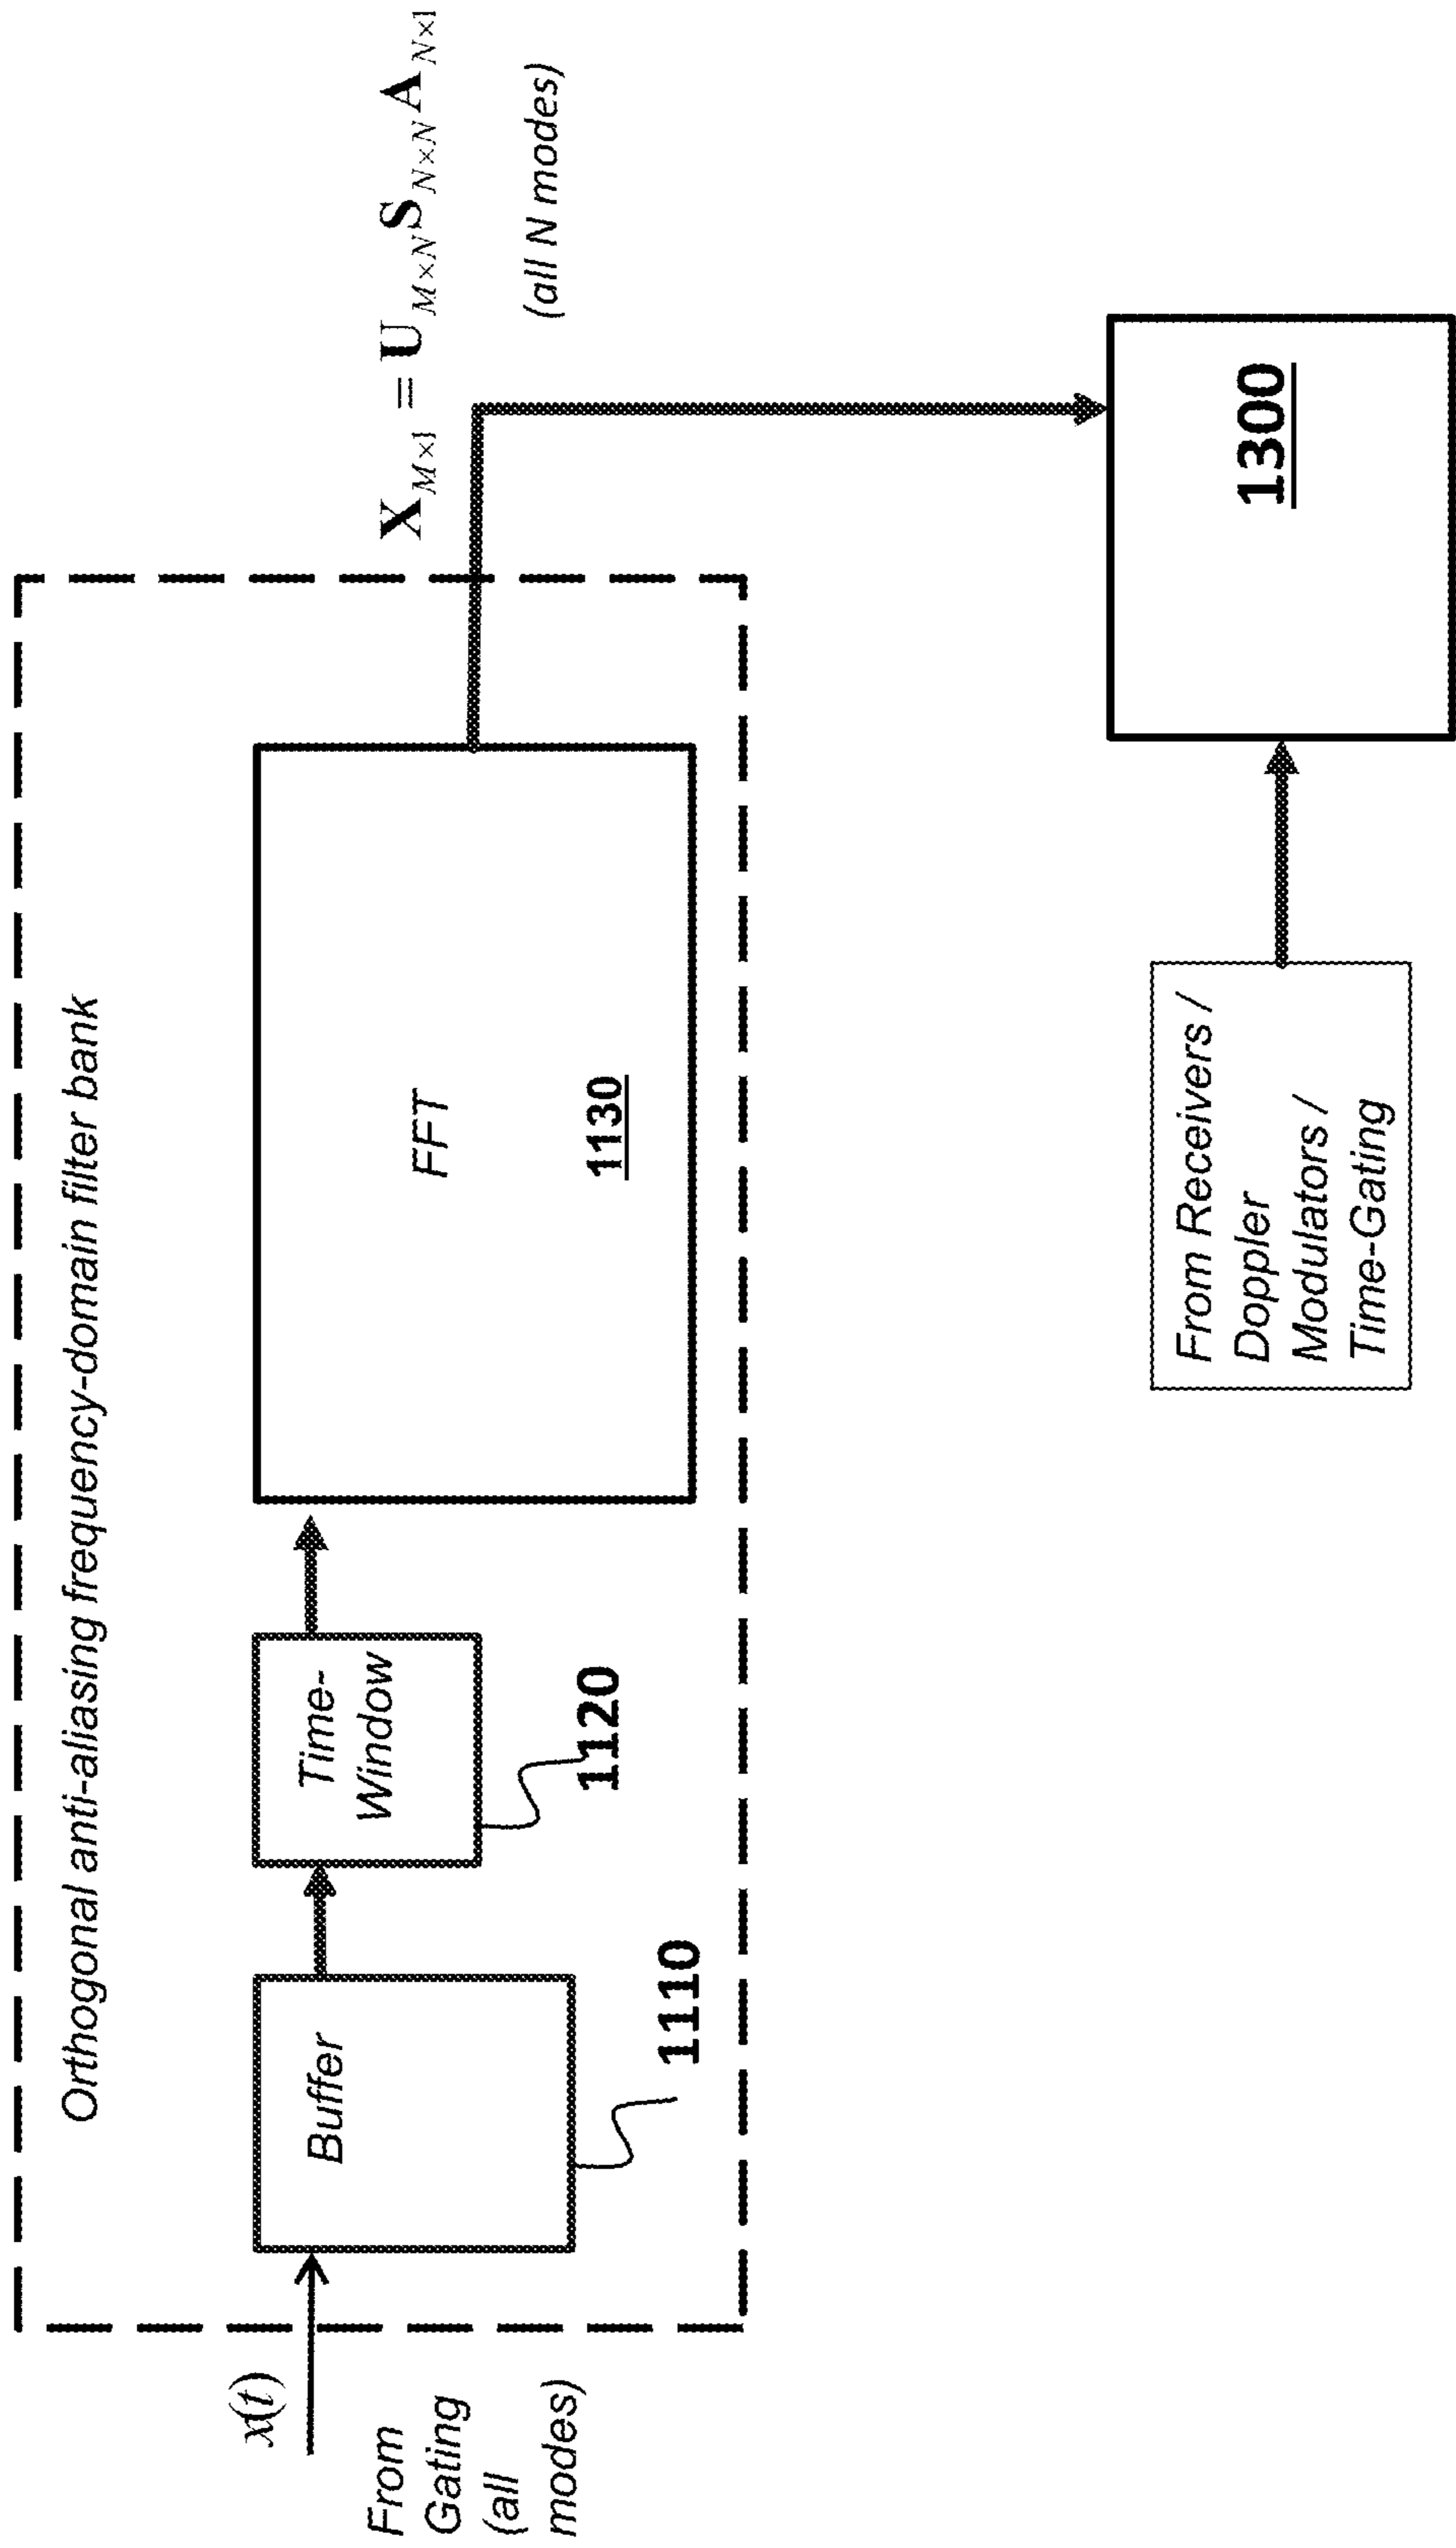 Orthogonal anti-aliasing frequency-domain filter bank
x(t)
From
Gating
(all
modes)
Buffer
1110
Time-
Window
1120
FFT
1130
X_{M×1} = U_{M×N} S_{N×N} A_{N×1}
(all N modes)
From Receivers /
Doppler
Modulators /
Time-Gating
1300